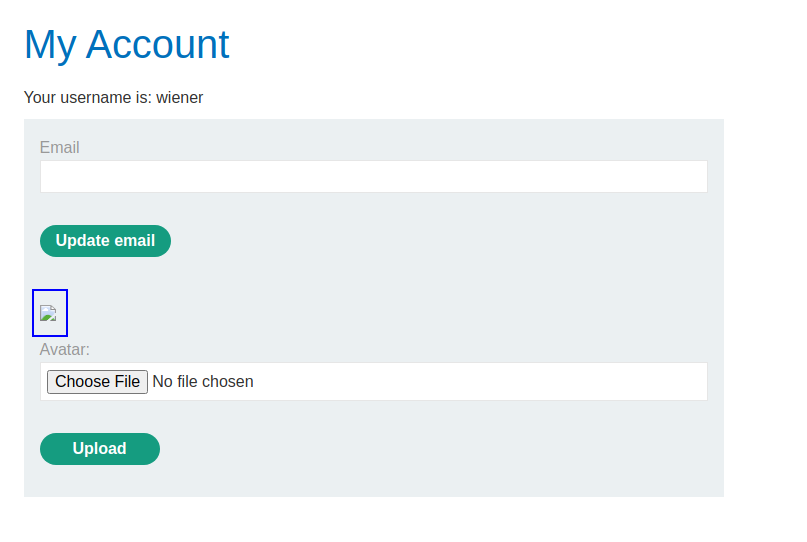 My Account
Your username is: wiener
Email
Update email
Avatar:
Choose File No file chosen
Upload